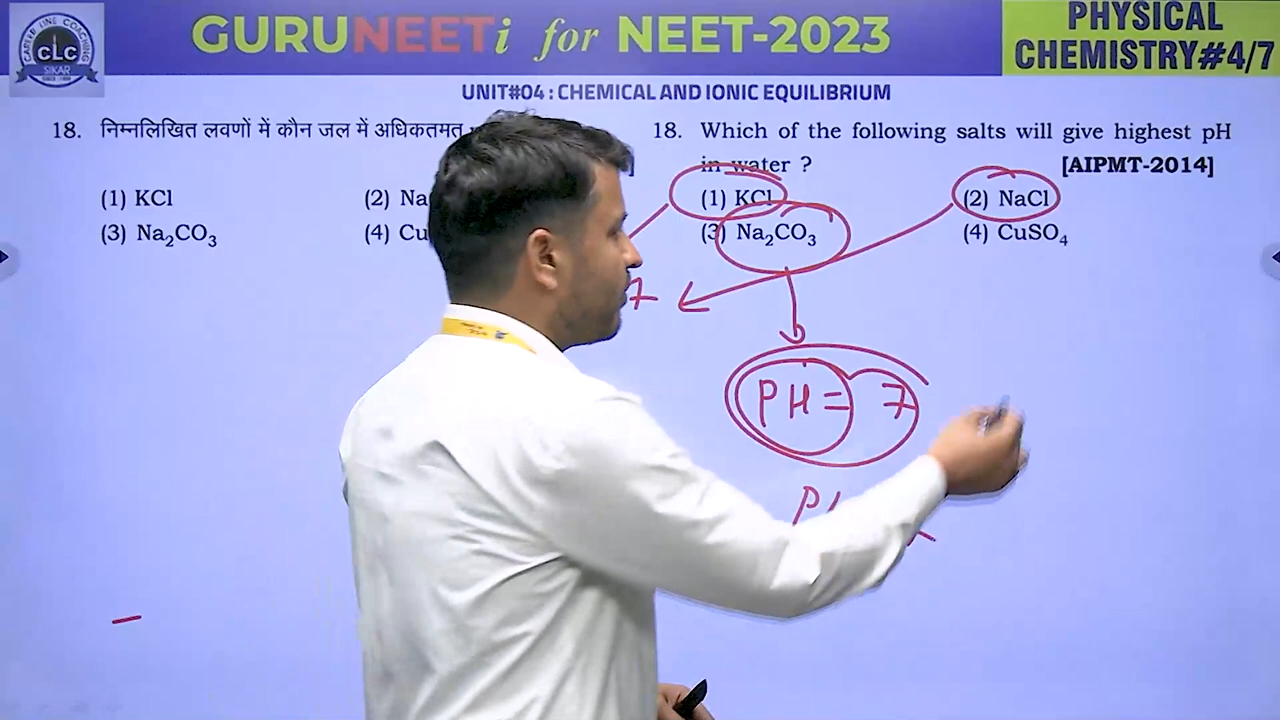 GURUNEETi for NEET-2023
PHYSICAL
CHEMISTRY#4/7
CLC
SIKAR
UNIT#04 : CHEMICAL AND IONIC EQUILIBRIUM
18. निम्नलिखित लवणों में कौन जल में अधिकतमत
(1) KCl (2) Na
(3) Na₂CO₃ (4) Cu
18. Which of the following salts will give highest pH
in water ? [AIPMT-2014]
(1) KCl (2) NaCl
(3) Na₂CO₃ (4) CuSO₄
7
PH = 7